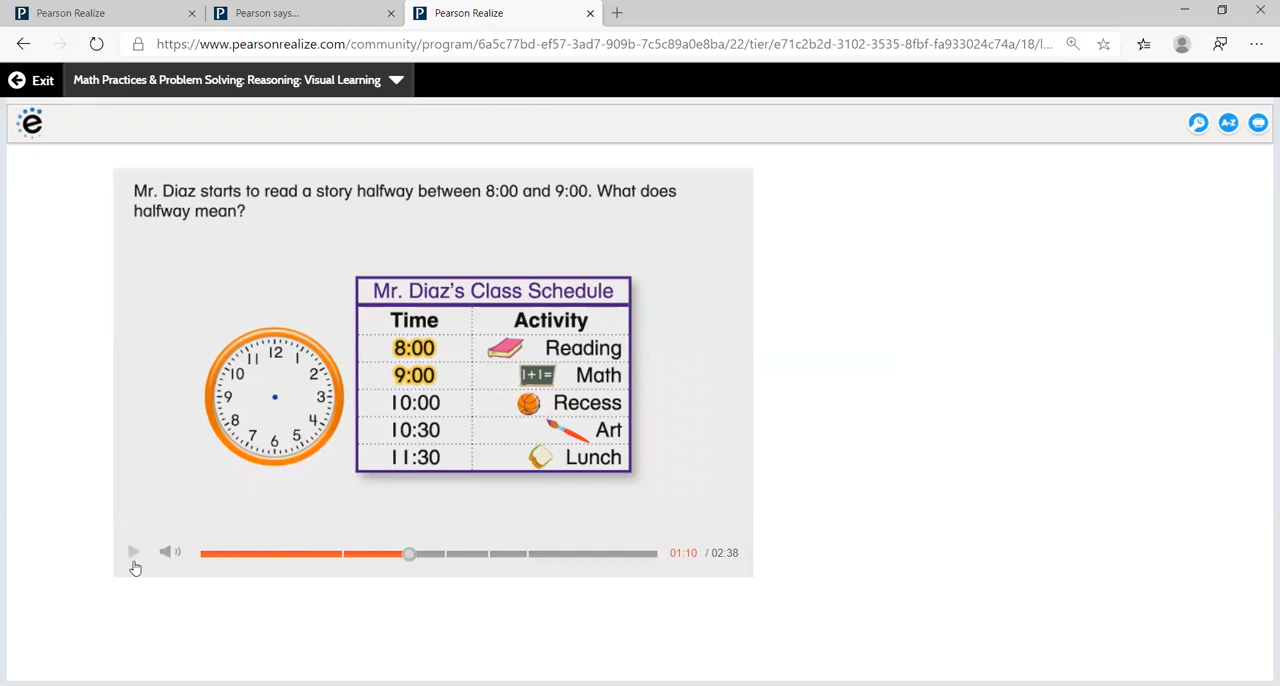 Pearson Realize
Pearson says...
Pearson Realize
https://www.pearsonrealize.com/community/program/0a5c77bd-ef57-3ad7-909b-7c5c89a0e8ba/22/tier/e71c2b2d-3102-3535-8fbf-fa933024c74a/18/l...
Exit
Math Practices & Problem Solving: Reasoning: Visual Learning
e
A-Z
Mr. Diaz starts to read a story halfway between 8:00 and 9:00. What does
halfway mean?
12
1
2
3
4
5
6
7
8
9
10
11
Mr. Diaz's Class Schedule
Time Activity
8:00 Reading
9:00 1+1= Math
10:00 Recess
10:30 Art
11:30 Lunch
01:10 / 02:38